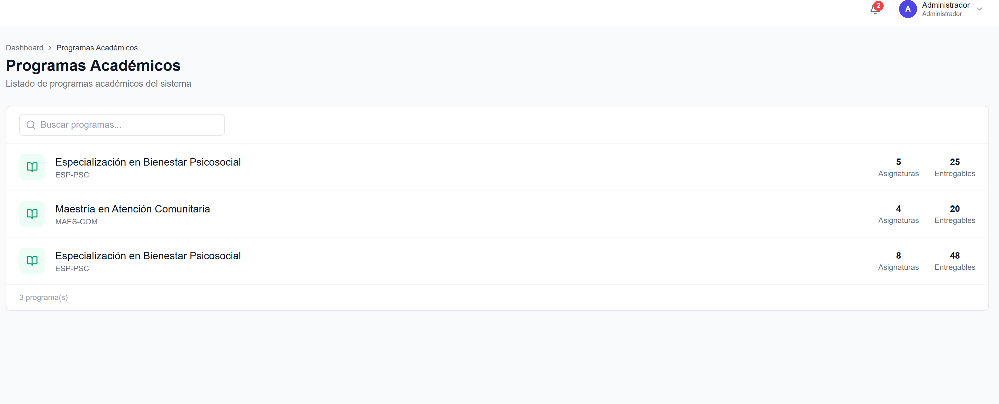 2
A
Administrador
Administrador
Dashboard > Programas Académicos
Programas Académicos
Listado de programas académicos del sistema
Buscar programas...
Especialización en Bienestar Psicosocial
ESP-PSC
5
Asignaturas
25
Entregables
Maestría en Atención Comunitaria
MAES-COM
4
Asignaturas
20
Entregables
Especialización en Bienestar Psicosocial
ESP-PSC
8
Asignaturas
48
Entregables
3 programa(s)